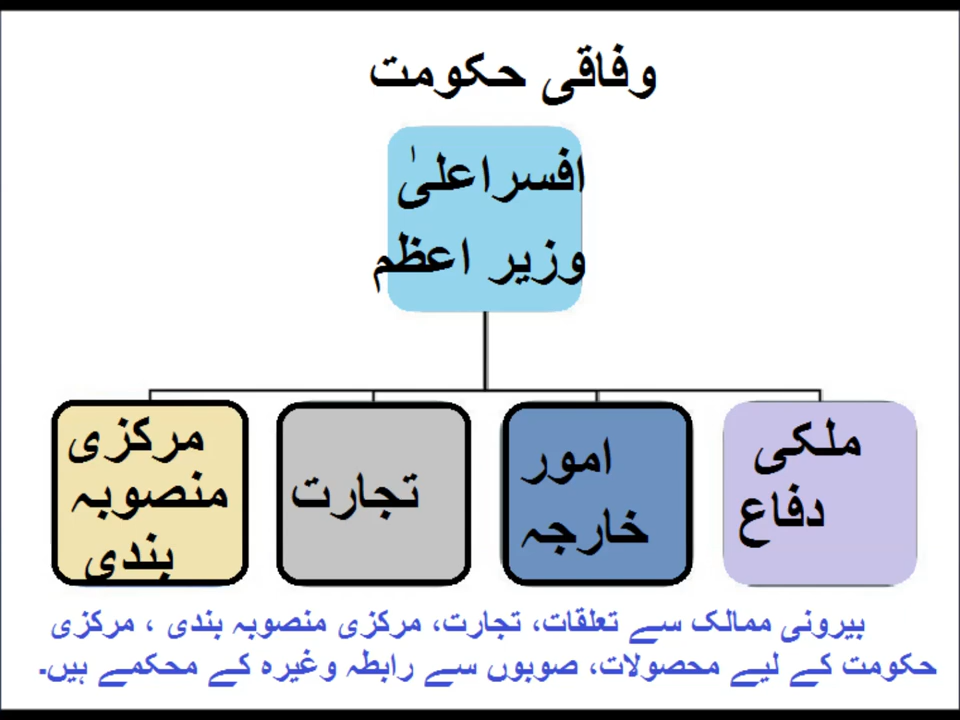 وفاقی حکومت
افسراعلیٰ
وزیر اعظم
ملکی
دفاع
امور
خارجہ
تجارت
مرکزی
منصوبہ
بندی
بیرونی ممالک سے تعلقات، تجارت، مرکزی منصوبہ بندی ، مرکزی
حکومت کے لیے محصولات، صوبوں سے رابطہ وغیرہ کے محکمے ہیں۔